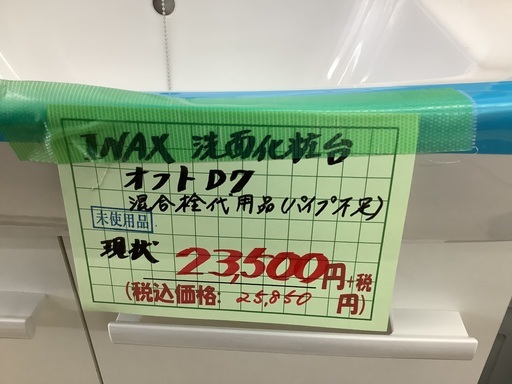 INAX 洗面化粧台
オフトD7
混合栓代用品(パイプ不足)
未使用品
現状 23,500円+税
(税込価格 25,850円)